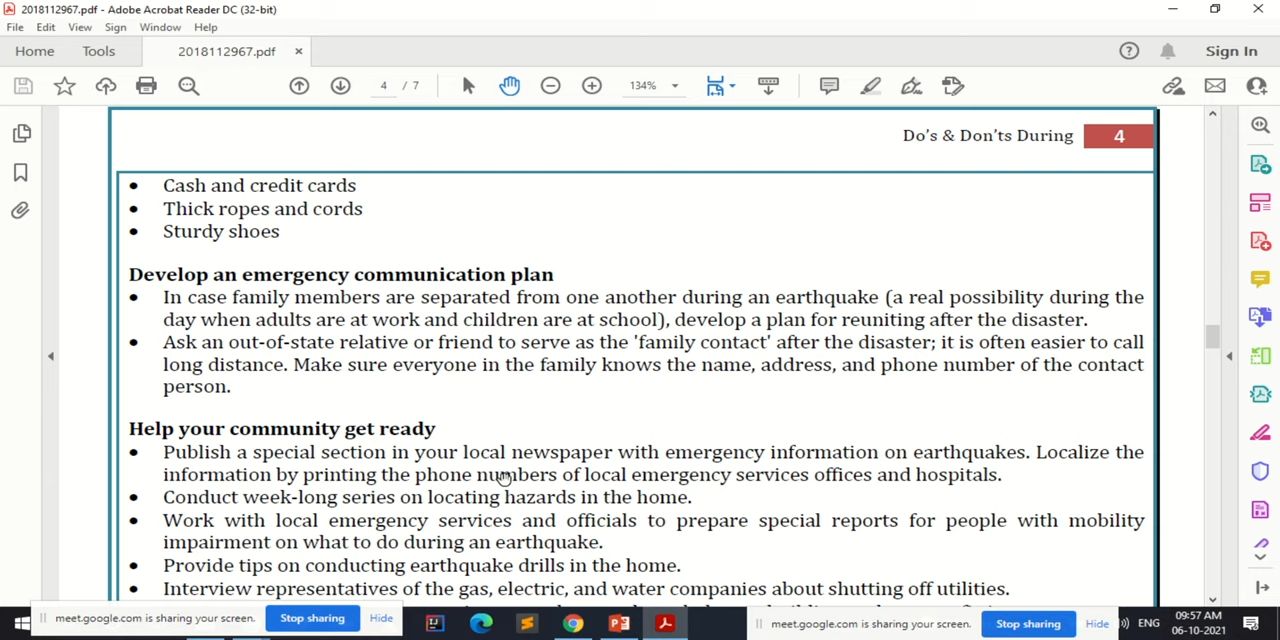 2018112967.pdf - Adobe Acrobat Reader DC (32-bit)
File Edit View Sign Window Help
Home Tools 2018112967.pdf × Sign In
4 / 7 134%
Do's & Don'ts During 4
• Cash and credit cards
• Thick ropes and cords
• Sturdy shoes
Develop an emergency communication plan
• In case family members are separated from one another during an earthquake (a real possibility during the
day when adults are at work and children are at school), develop a plan for reuniting after the disaster.
• Ask an out-of-state relative or friend to serve as the 'family contact' after the disaster; it is often easier to call
long distance. Make sure everyone in the family knows the name, address, and phone number of the contact
person.
Help your community get ready
• Publish a special section in your local newspaper with emergency information on earthquakes. Localize the
information by printing the phone numbers of local emergency services offices and hospitals.
• Conduct week-long series on locating hazards in the home.
• Work with local emergency services and officials to prepare special reports for people with mobility
impairment on what to do during an earthquake.
• Provide tips on conducting earthquake drills in the home.
• Interview representatives of the gas, electric, and water companies about shutting off utilities.
meet.google.com is sharing your screen. Stop sharing Hide
meet.google.com is sharing your screen. Stop sharing Hide
ENG
09:57 AM
06-10-2021